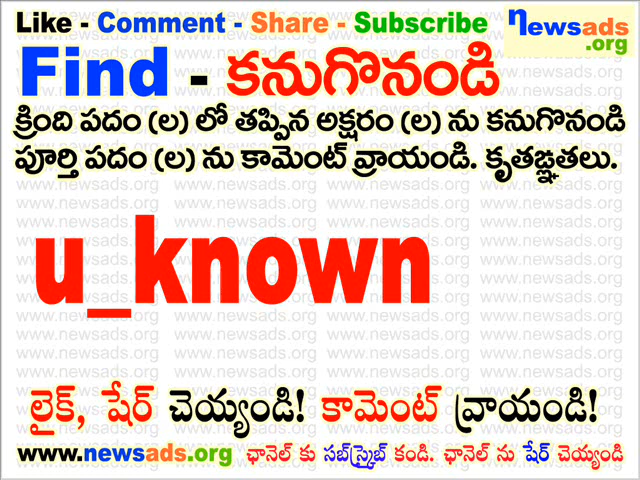 Like - Comment - Share - Subscribe
newsads
.org
Find - కనుగొనండి
క్రింది పదం (ల) లో తప్పిన అక్షరం (ల) ను కనుగొనండి
పూర్తి పదం (ల) ను కామెంట్ వ్రాయండి. కృతఙ్ఞతలు.
u_known
లైక్, షేర్ చెయ్యండి! కామెంట్ వ్రాయండి!
www.newsads.org ఛానెల్ కు సబ్‌స్క్రైబ్ కండి. ఛానెల్ ను షేర్ చెయ్యండి